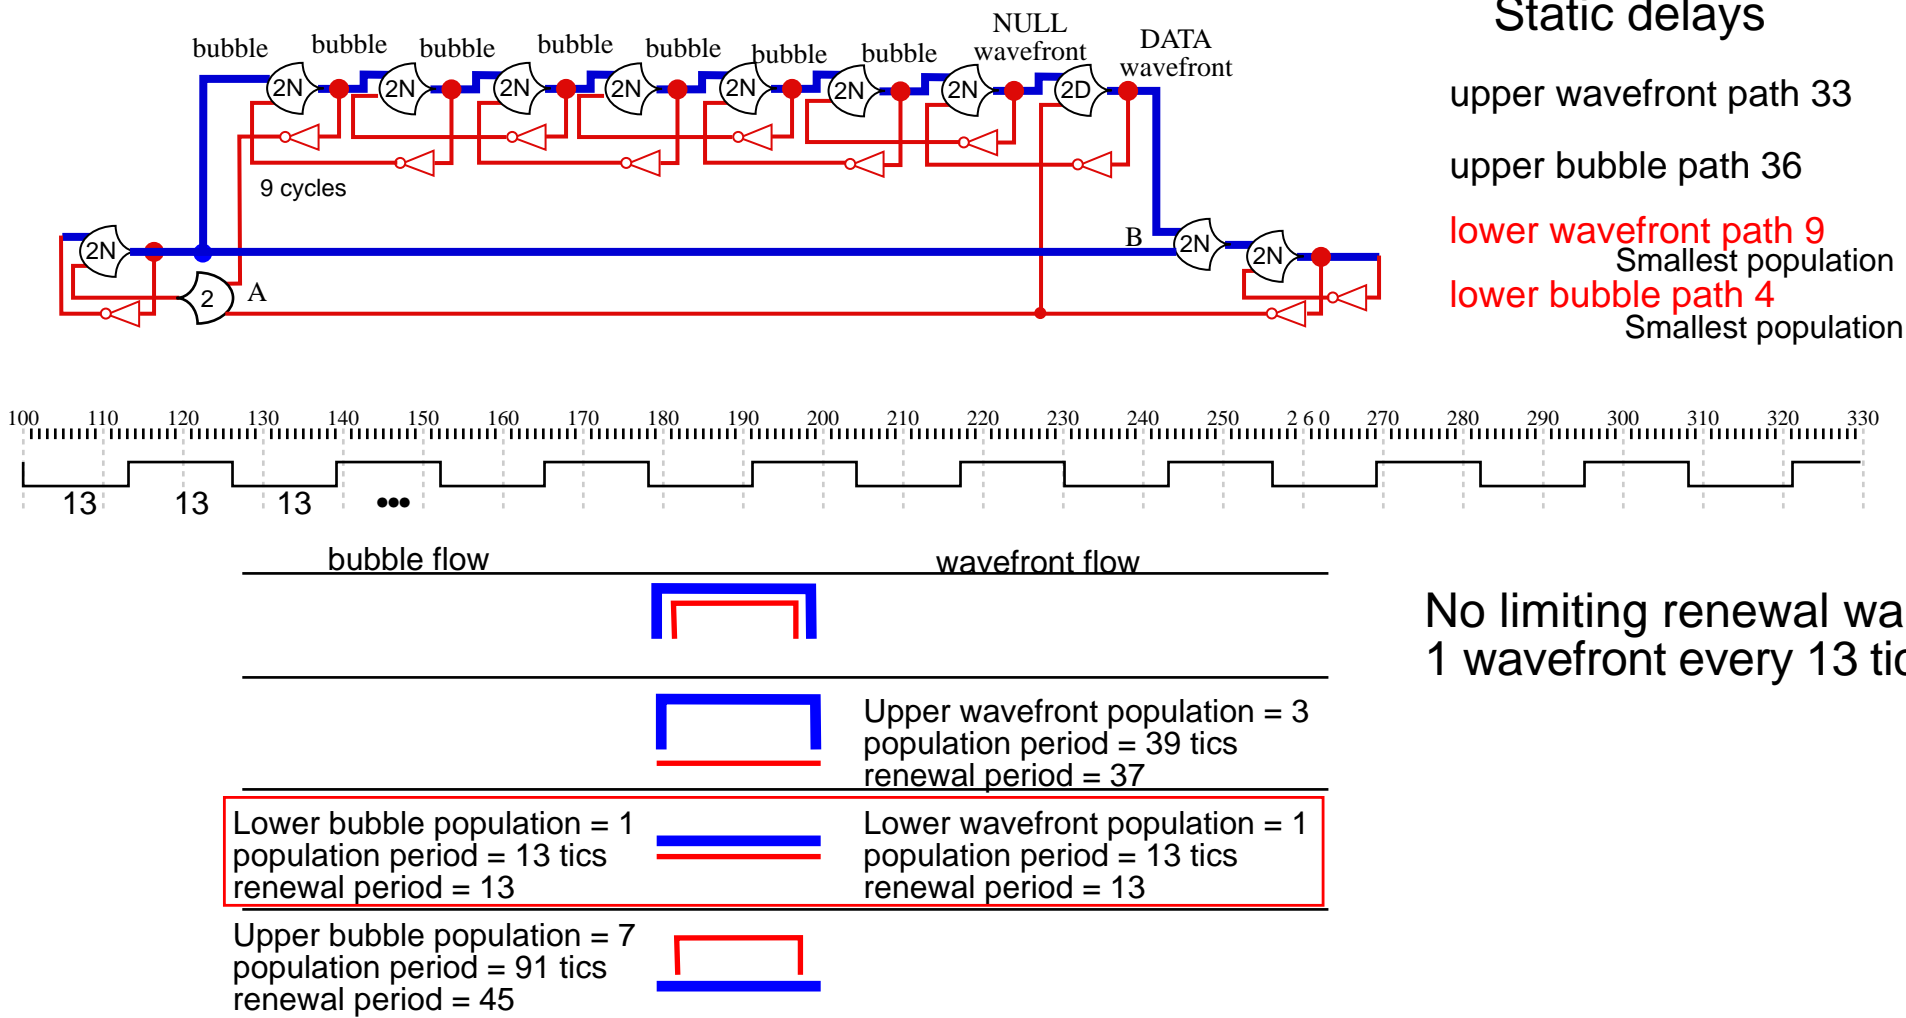 Static delays
bubble
bubble
bubble
bubble
bubble
bubble
bubble
NULL
wavefront
DATA
wavefront
2N
2N
2N
2N
2N
2N
2N
2D
upper wavefront path 33
upper bubble path 36
9 cycles
lower wavefront path 9
Smallest population
lower bubble path 4
Smallest population
2N
B
2N
2N
2
A
100 110 120 130 140 150 160 170 180 190 200 210 220 230 240 250 2 6 0 270 280 290 300 310 320 330
13 13 13 •••
bubble flow
wavefront flow
No limiting renewal wa
1 wavefront every 13 tic
Upper wavefront population = 3
population period = 39 tics
renewal period = 37
Lower bubble population = 1
population period = 13 tics
renewal period = 13
Lower wavefront population = 1
population period = 13 tics
renewal period = 13
Upper bubble population = 7
population period = 91 tics
renewal period = 45